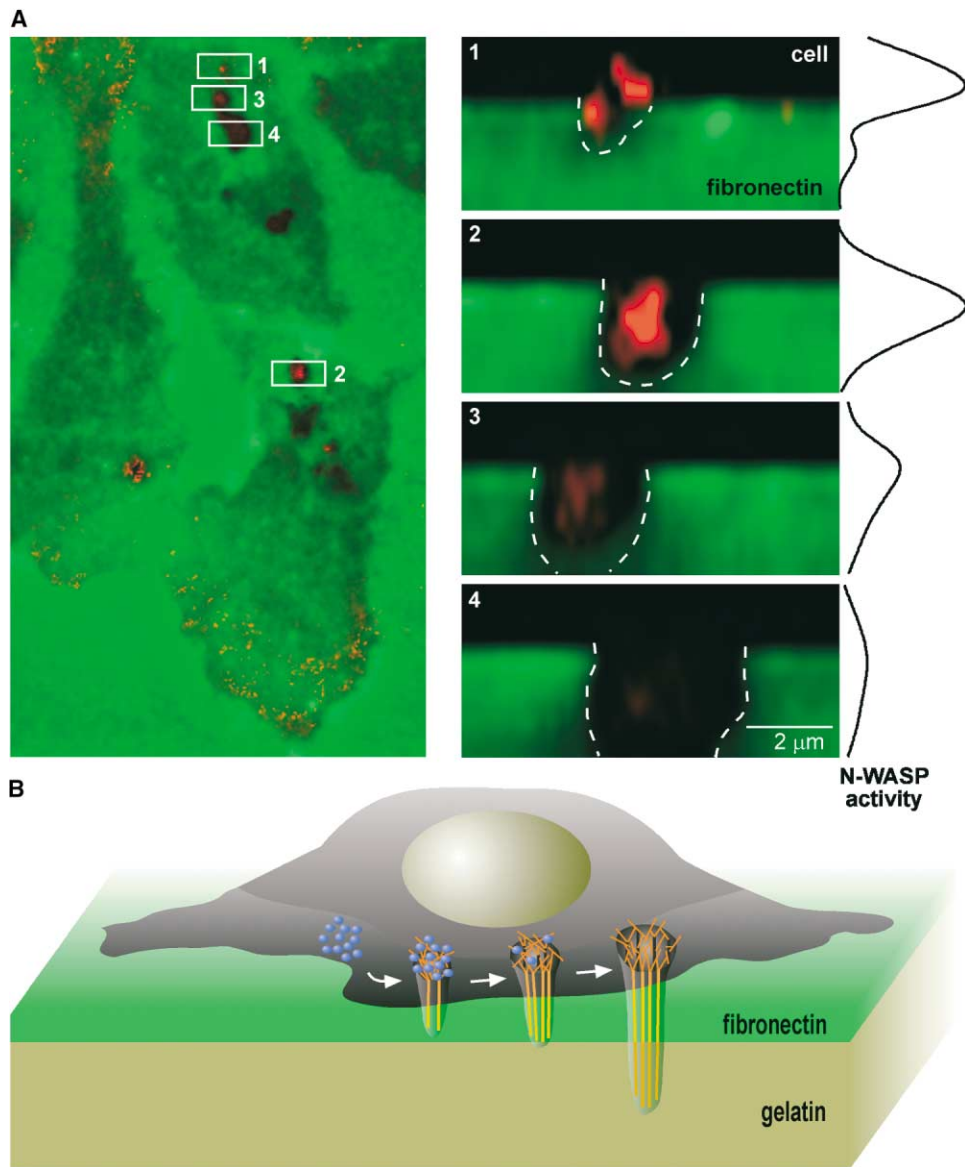 A
1
3
4
2
1
cell
fibronectin
2
3
4
2 μm
N-WASP
activity
B
fibronectin
gelatin